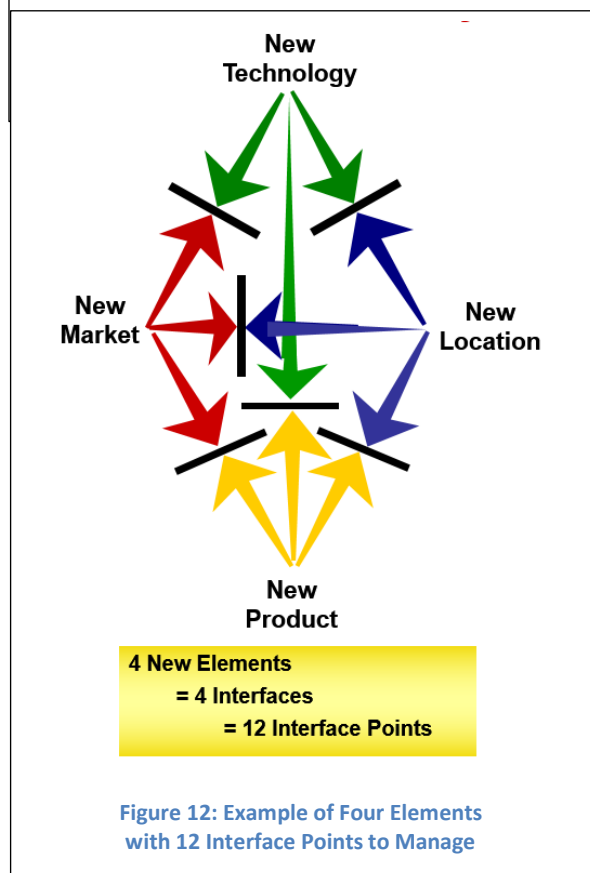 New
Technology
New
Market
New
Location
New
Product
4 New Elements
= 4 Interfaces
= 12 Interface Points
Figure 12: Example of Four Elements
with 12 Interface Points to Manage